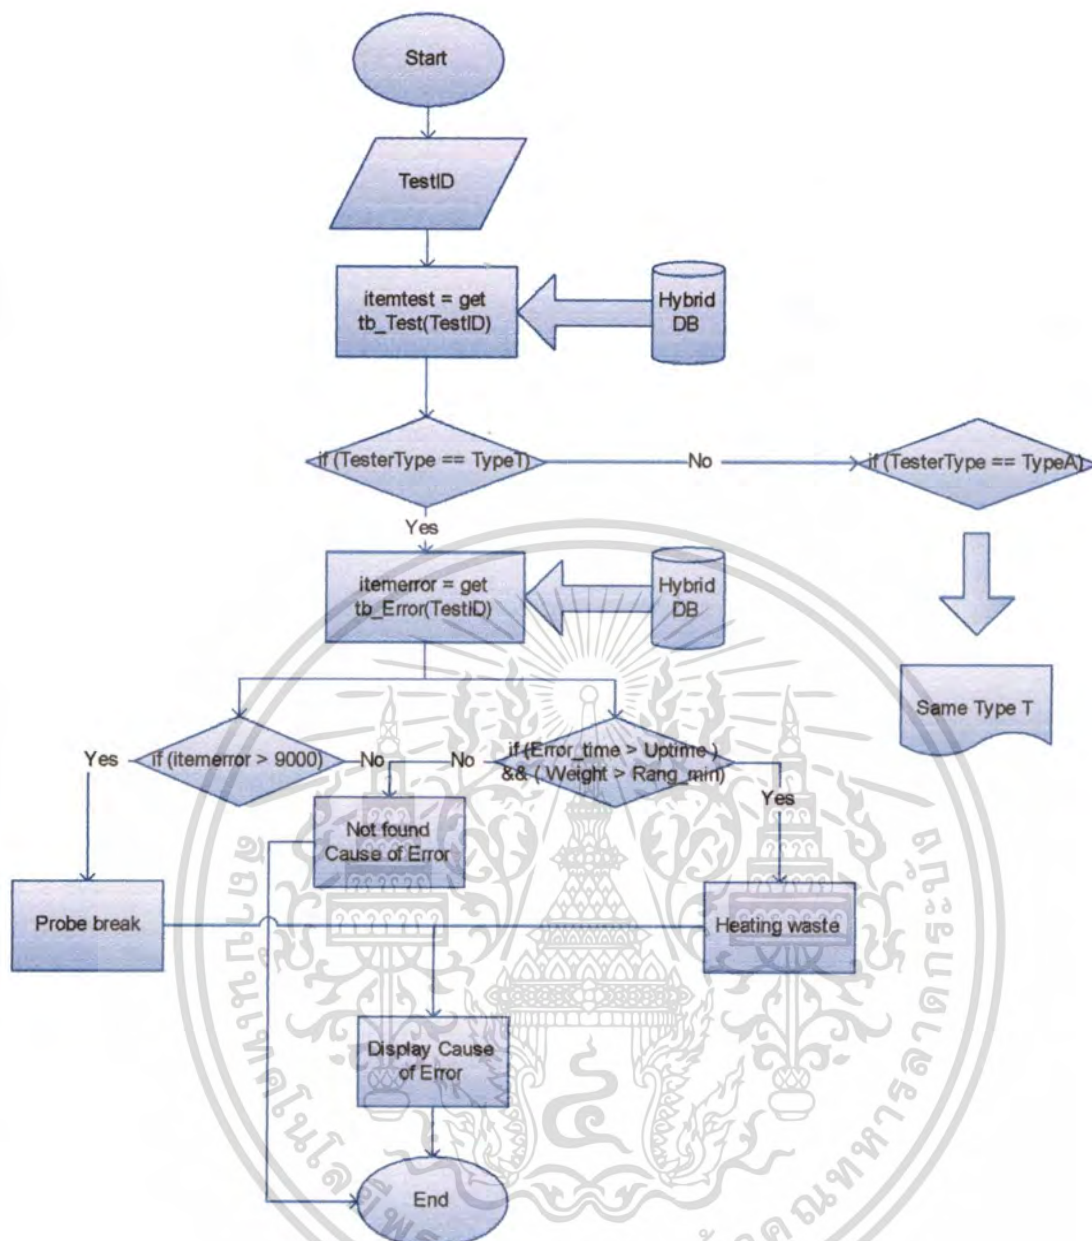 Start
TestID
itemtest = get
tb_Test(TestID)
Hybrid
DB
if (TesterType == TypeT)
No
if (TesterType == TypeA)
Yes
itemerror = get
tb_Error(TestID)
Hybrid
DB
Same Type T
Yes
if (itemerror > 9000)
No
No
if (Error_time > Uptime )
&& ( Weight > Rang_min)
Yes
Not found
Cause of Error
Probe break
Heating waste
Display Cause
of Error
End